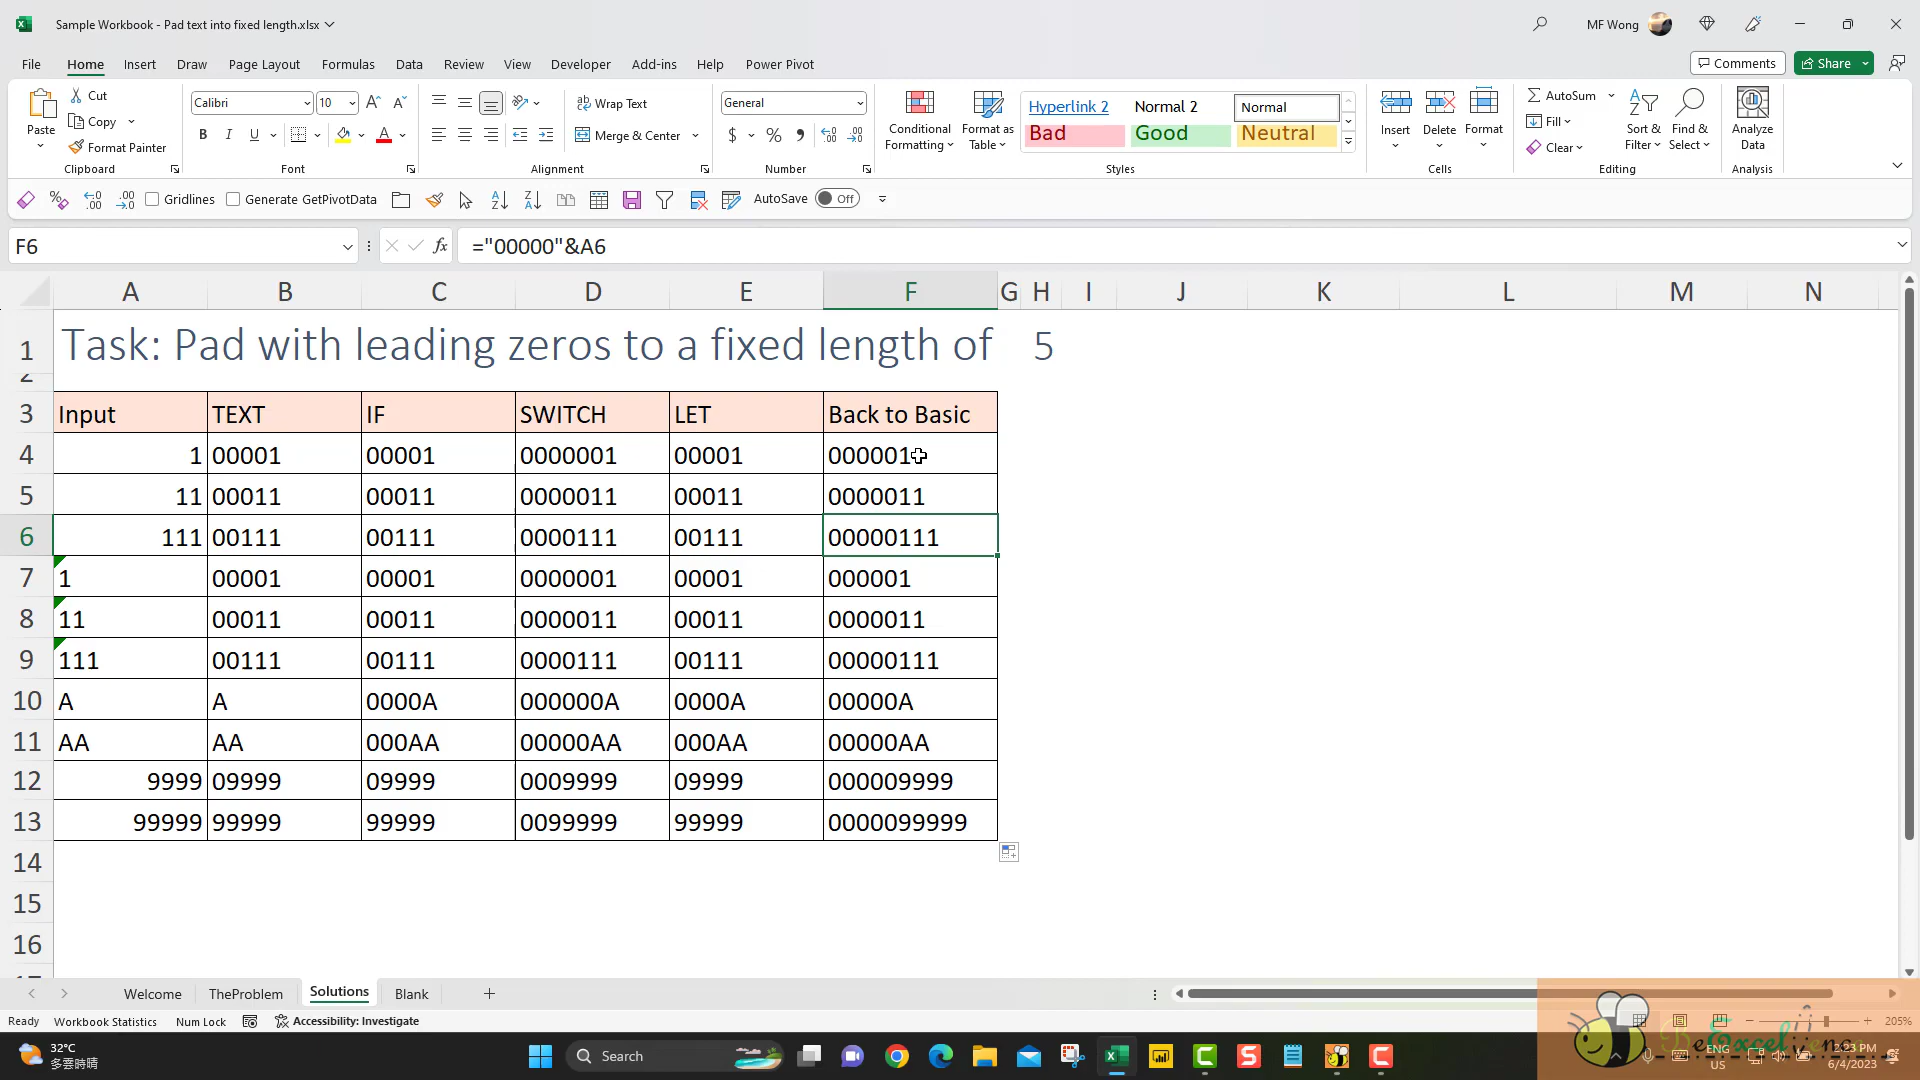 Sample Workbook - Pad text into fixed length.xlsx
MF Wong
File Home Insert Draw Page Layout Formulas Data Review View Developer Add-ins Help Power Pivot
Comments Share
Paste Cut Copy Format Painter
Calibri 10
B I U
Wrap Text
Merge & Center
General
$ % ,
Conditional Formatting
Format as Table
Hyperlink 2 Normal 2 Normal
Bad Good Neutral
Insert Delete Format
AutoSum
Fill
Clear
Sort & Filter
Find & Select
Analyze Data
Clipboard Font Alignment Number Styles Cells Editing Analysis
Gridlines Generate GetPivotData AutoSave Off
F6 fx ="00000"&A6
A B C D E F G H I J K L M N
1 Task: Pad with leading zeros to a fixed length of 5
2
3 Input TEXT IF SWITCH LET Back to Basic
4 1 00001 00001 0000001 00001 000001
5 11 00011 00011 0000011 00011 0000011
6 111 00111 00111 0000111 00111 00000111
7 1 00001 00001 0000001 00001 000001
8 11 00011 00011 0000011 00011 0000011
9 111 00111 00111 0000111 00111 00000111
10 A A 0000A 000000A 0000A 00000A
11 AA AA 000AA 00000AA 000AA 00000AA
12 9999 09999 09999 0009999 09999 000009999
13 99999 99999 99999 0099999 99999 0000099999
14
15
16
Welcome TheProblem Solutions Blank
Ready Workbook Statistics Num Lock Accessibility: Investigate 205%
32°C
多雲時晴
Search
BeExcelvience
ENG
US
2:23 PM
6/4/2023